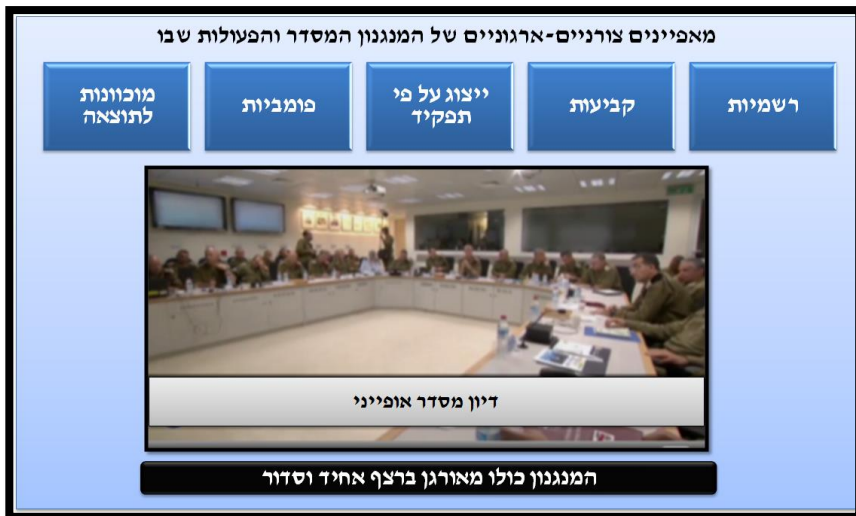 מאפיינים צורניים-ארגוניים של המנגנון המסדר והפעולות שבו
רשמיות
קביעות
ייצוג על פי
תפקיד
פומביות
מוכוונות
לתוצאה
דיון מסדר אופייני
המנגנון כולו מאורגן ברצף אחיד וסדור